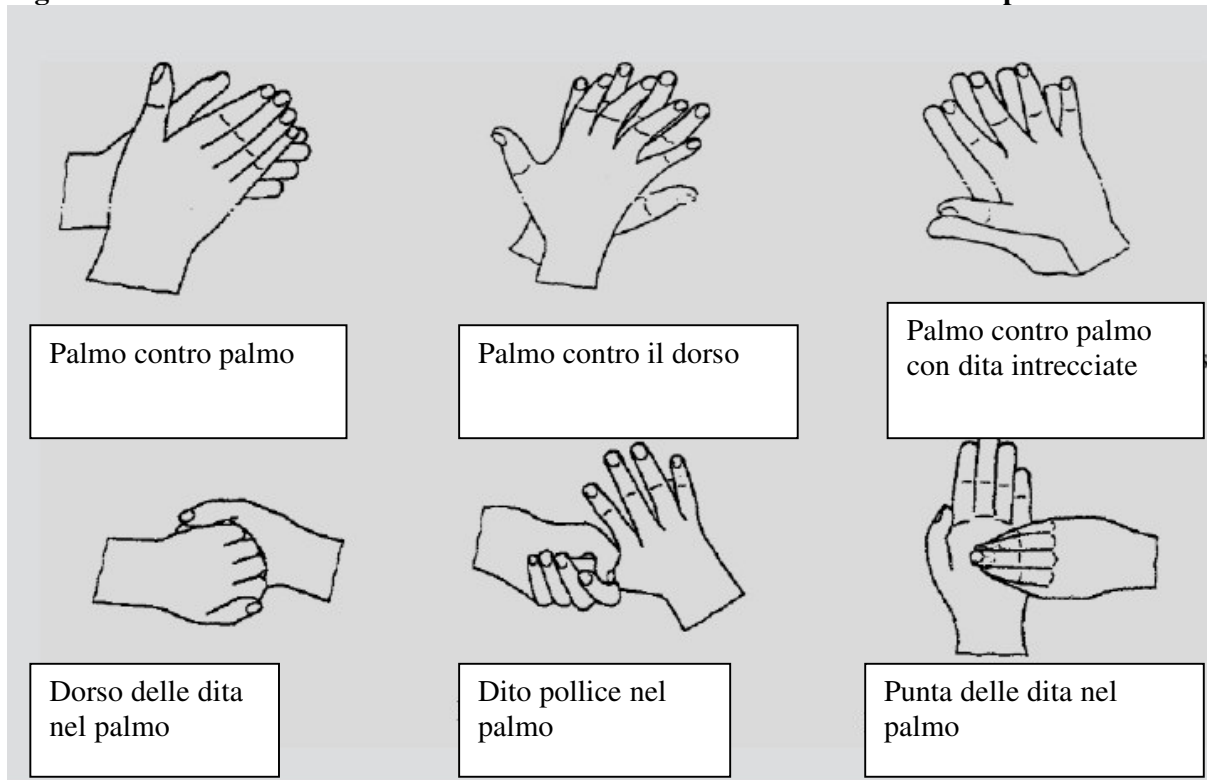 Palmo contro palmo
Palmo contro il dorso
Palmo contro palmo
con dita intrecciate
Dorso delle dita
nel palmo
Dito pollice nel
palmo
Punta delle dita nel
palmo